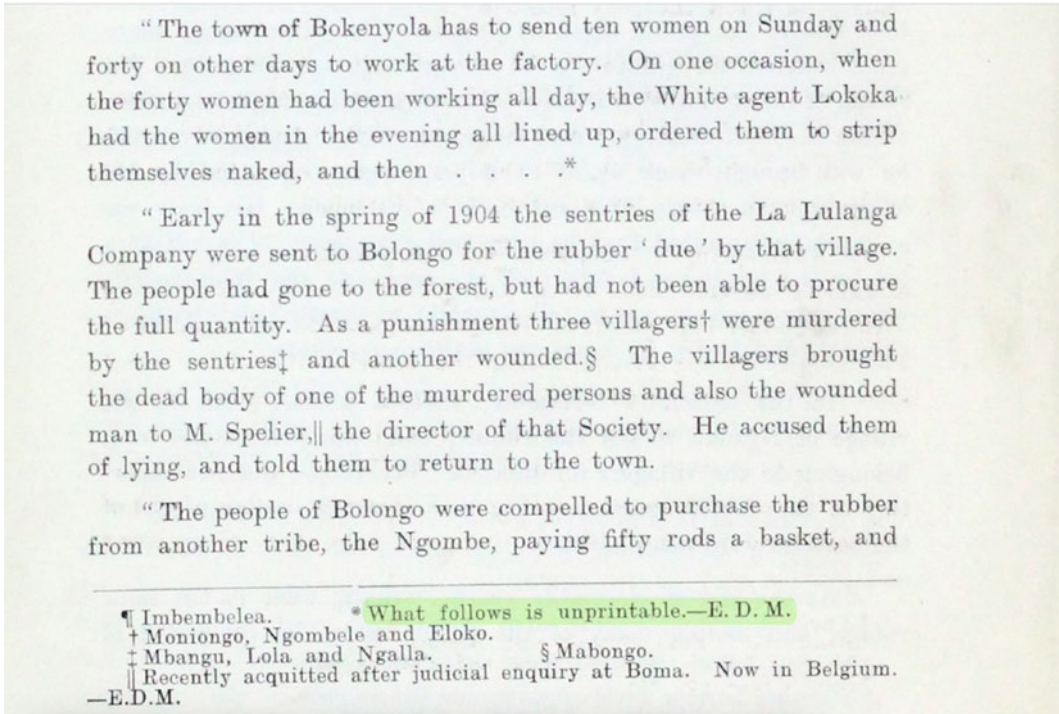 “The town of Bokenyola has to send ten women on Sunday and
forty on other days to work at the factory. On one occasion, when
the forty women had been working all day, the White agent Lokoka
had the women in the evening all lined up, ordered them to strip
themselves naked, and then . . . .*
“Early in the spring of 1904 the sentries of the La Lulanga
Company were sent to Bolongo for the rubber ‘due’ by that village.
The people had gone to the forest, but had not been able to procure
the full quantity. As a punishment three villagers† were murdered
by the sentries‡ and another wounded.§ The villagers brought
the dead body of one of the murdered persons and also the wounded
man to M. Spelier,‖ the director of that Society. He accused them
of lying, and told them to return to the town.
“The people of Bolongo were compelled to purchase the rubber
from another tribe, the Ngombe, paying fifty rods a basket, and
¶ Imbembelea. * What follows is unprintable.—E. D. M.
† Moniongo, Ngombele and Eloko.
‡ Mbangu, Lola and Ngalla. § Mabongo.
‖ Recently acquitted after judicial enquiry at Boma. Now in Belgium.
—E.D.M.